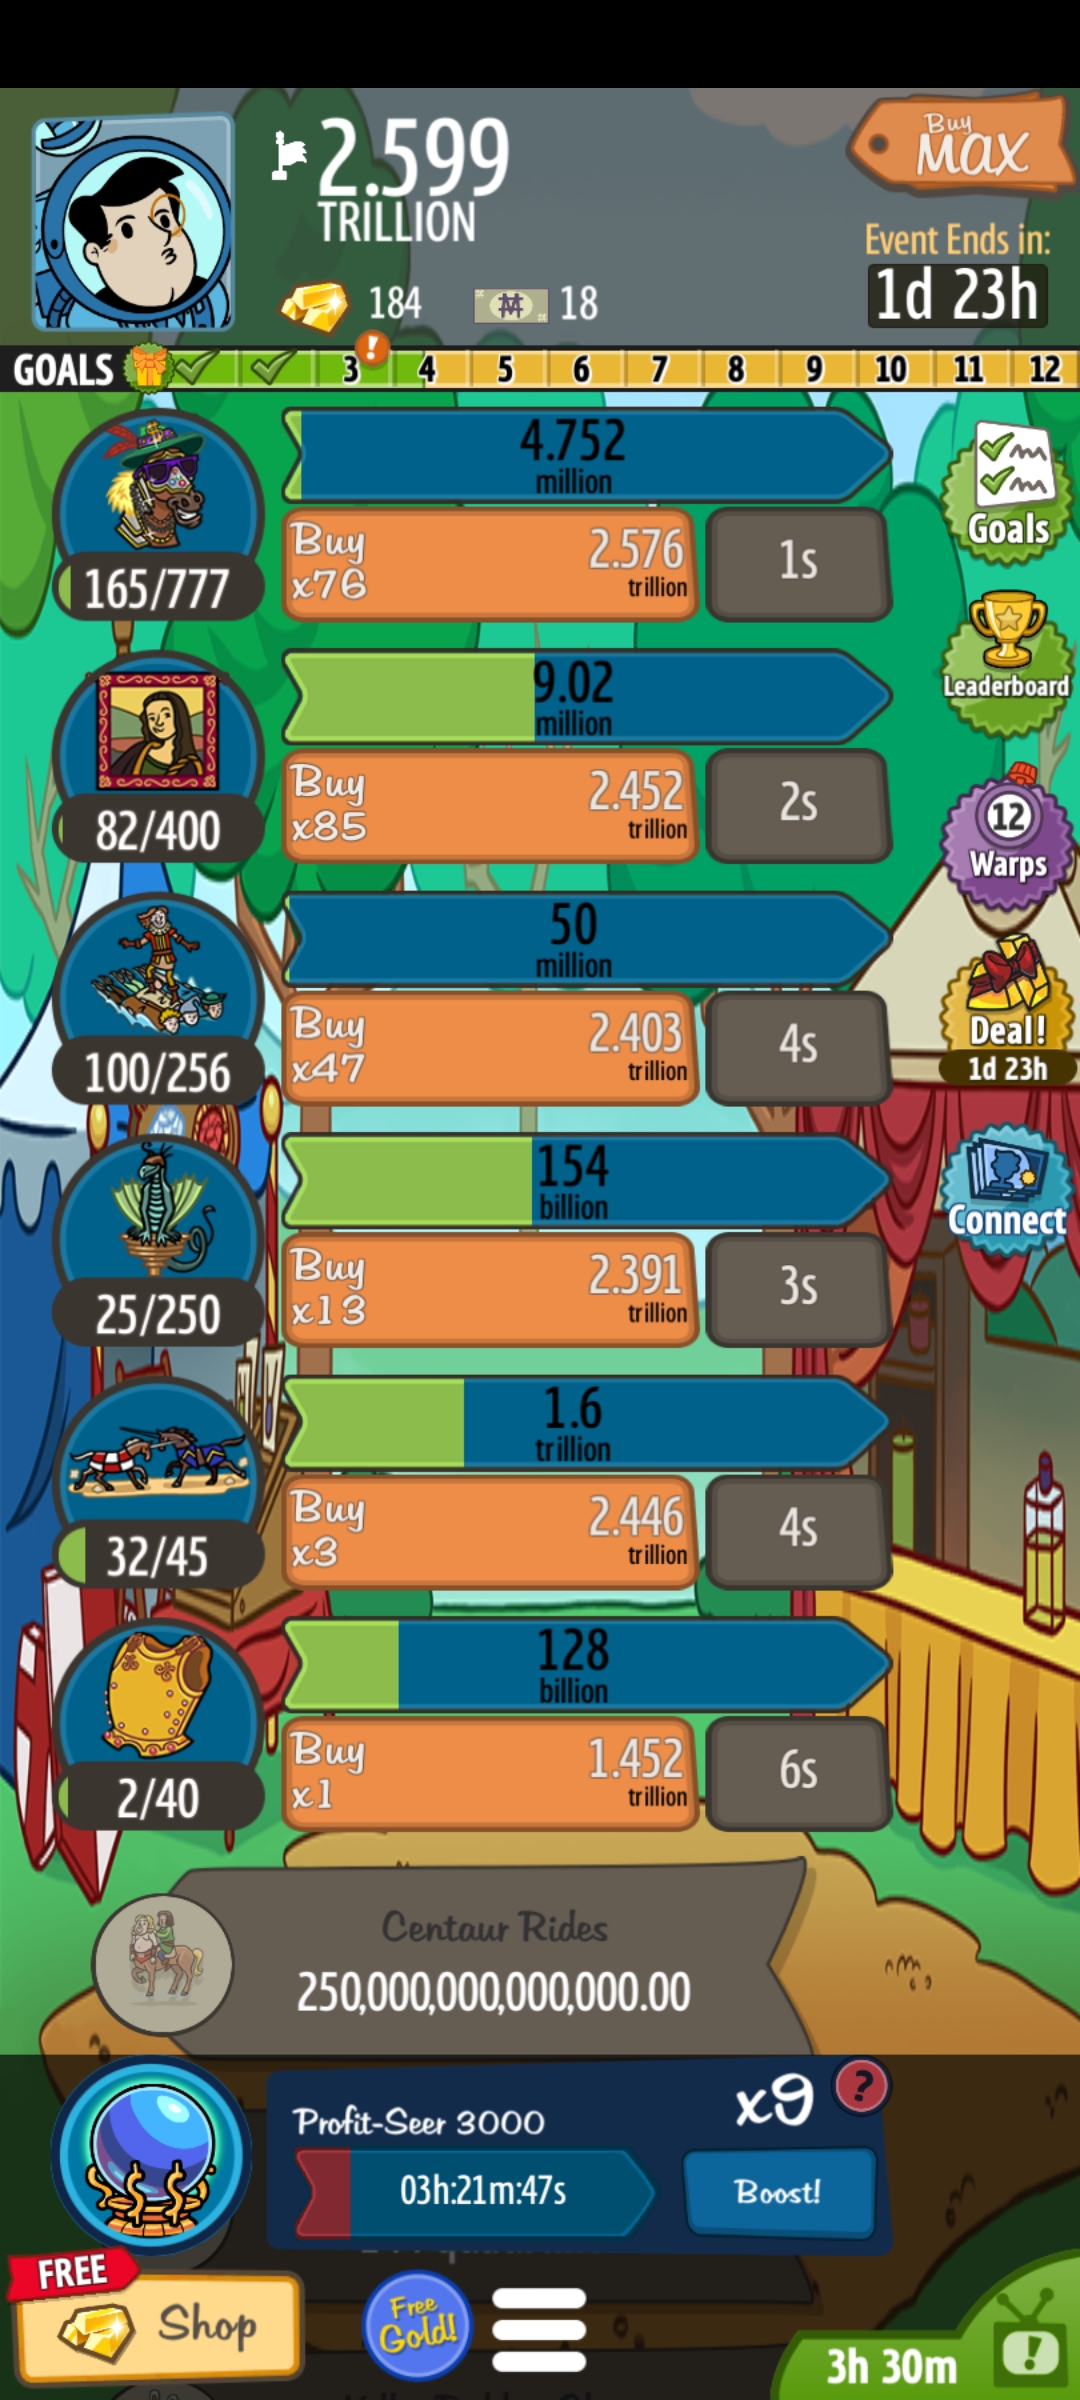 2.599
TRILLION
Buy
MAX
Event Ends in:
184
18
1d 23h
GOALS
3 ! 4 5 6 7 8 9 10 11 12
4.752
million
Buy
x76
2.576
trillion
1s
165/777
Goals
9.02
million
Leaderboard
Buy
x85
2.452
trillion
2s
82/400
12
Warps
50
million
Buy
x47
2.403
trillion
4s
100/256
Deal!
1d 23h
154
billion
Connect
Buy
x13
2.391
trillion
3s
25/250
1.6
trillion
Buy
x3
2.446
trillion
4s
32/45
128
billion
Buy
x1
1.452
trillion
6s
2/40
Centaur Rides
250,000,000,000,000.00
Profit-Seer 3000
x9
?
03h:21m:47s
Boost!
FREE
Shop
Free
Gold!
3h 30m
!